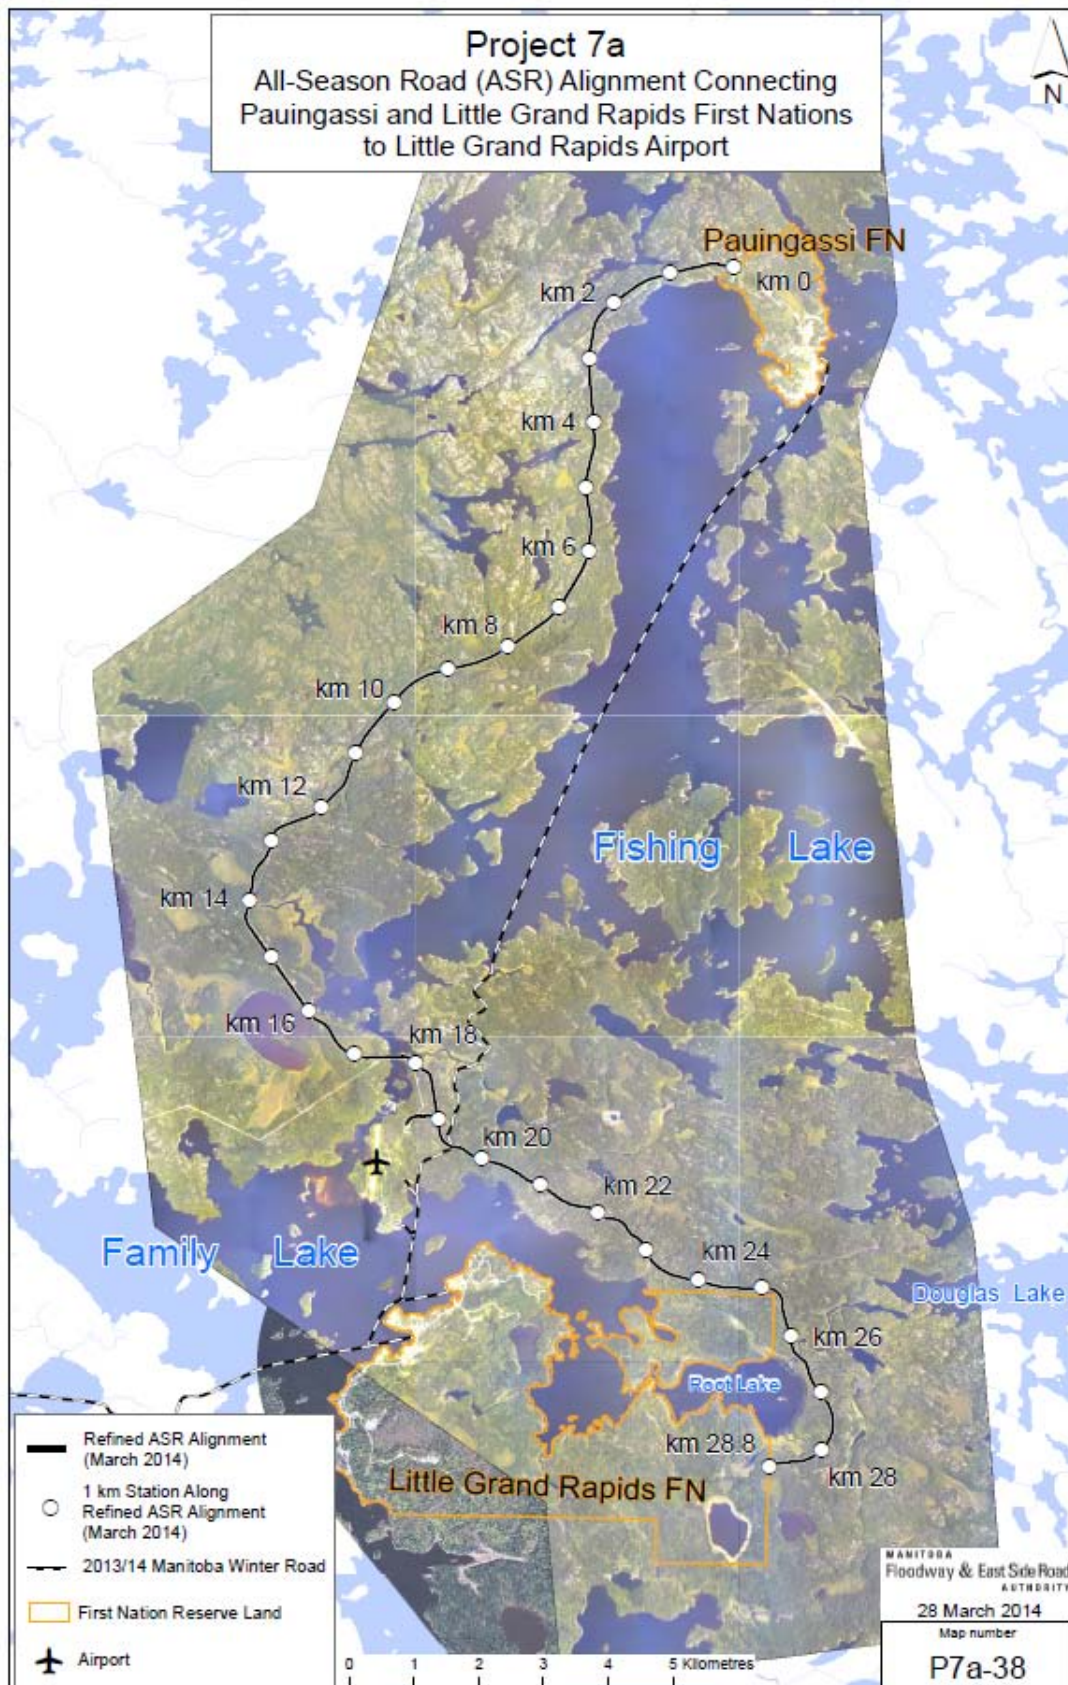 Project 7a
All-Season Road (ASR) Alignment Connecting
Pauingassi and Little Grand Rapids First Nations
to Little Grand Rapids Airport
N
Pauingassi FN
km 0
km 2
km 4
km 6
km 8
km 10
km 12
Fishing Lake
km 14
km 16
km 18
km 20
km 22
Family Lake
km 24
Douglas Lake
km 26
Root Lake
km 28.8
km 28
Little Grand Rapids FN
Refined ASR Alignment
(March 2014)
1 km Station Along
Refined ASR Alignment
(March 2014)
2013/14 Manitoba Winter Road
First Nation Reserve Land
Airport
0 1 2 3 4 5 Kilometres
MANITOBA
Floodway & East Side Road
AUTHORITY
28 March 2014
Map number
P7a-38